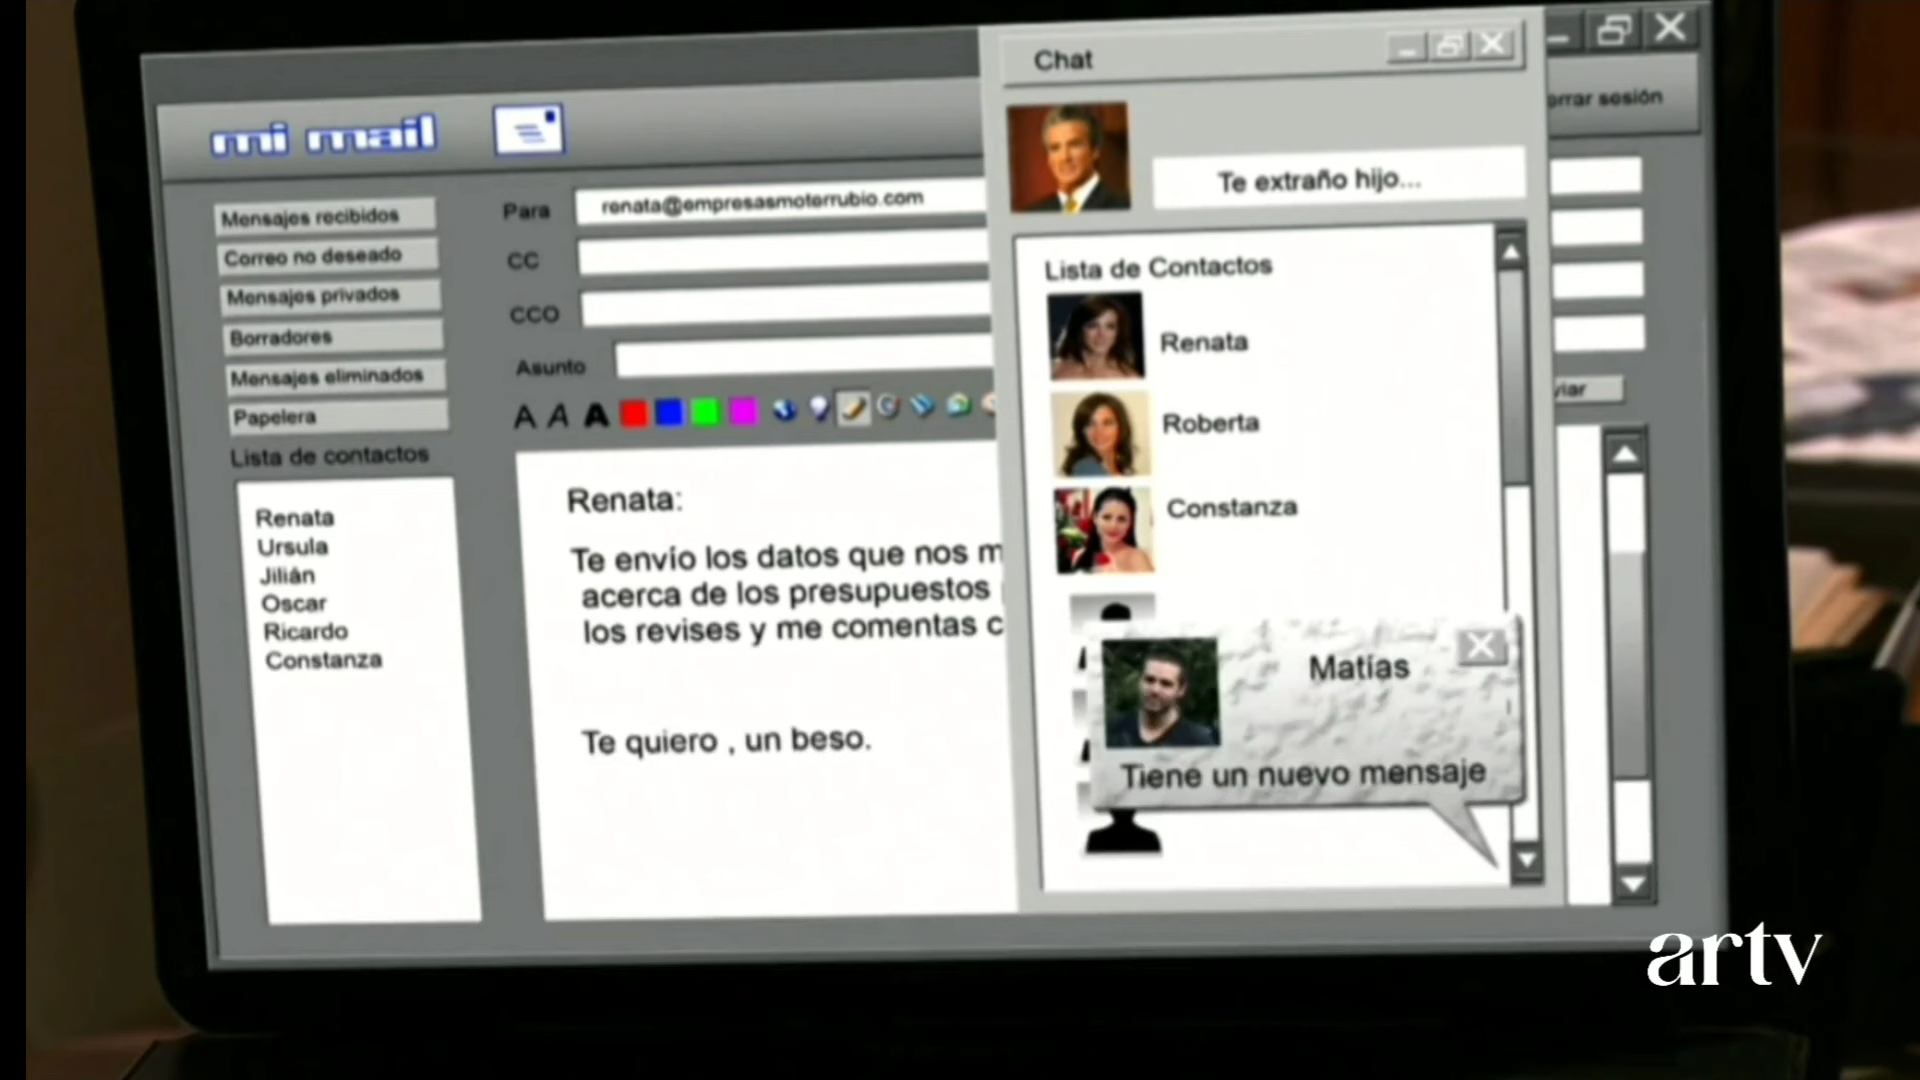 mi mail
Mensajes recibidos
Correo no deseado
Mensajes privados
Borradores
Mensajes eliminados
Papelera
Lista de contactos
Renata
Ursula
Jilián
Oscar
Ricardo
Constanza
Para
renata@empresasmoterrubio.com
CC
CCO
Asunto
A A A
Renata:
Te envío los datos que nos m
acerca de los presupuestos
los revises y me comentas c
Te quiero , un beso.
Chat
Te extraño hijo...
Lista de Contactos
Renata
Roberta
Constanza
Matías
Tiene un nuevo mensaje
orrar sesión
viar
artv